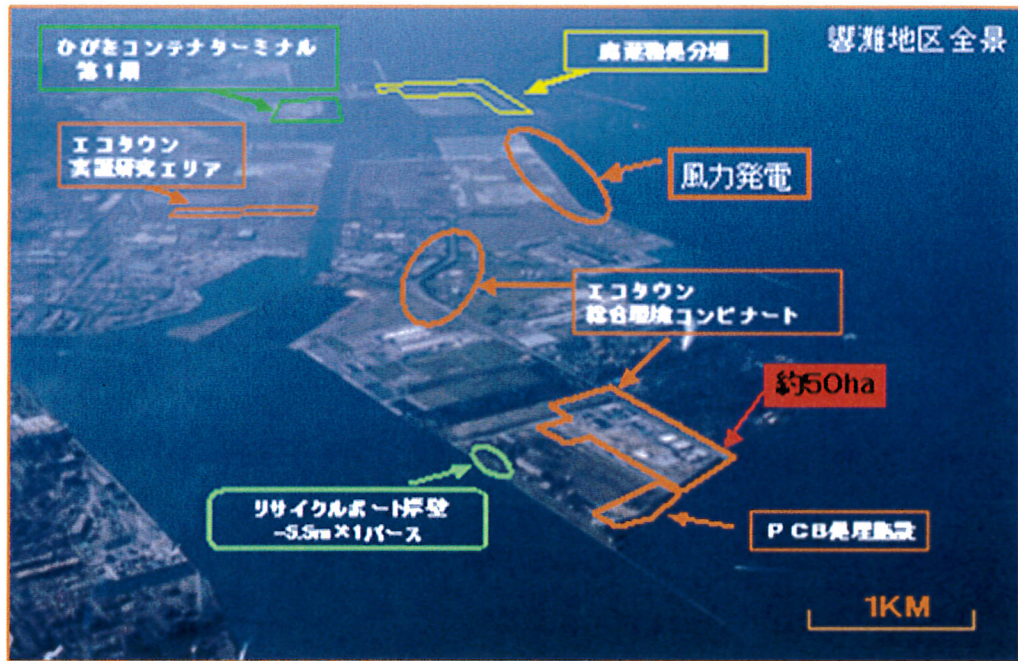 響灘地区全景
ひびきコンテナターミナル
第1期
廃棄物処分場
エコタウン
実証研究エリア
風力発電
エコタウン
総合環境コンビナート
約50ha
リサイクルポート岸壁
-5.5m×1バース
PCB処理施設
1KM